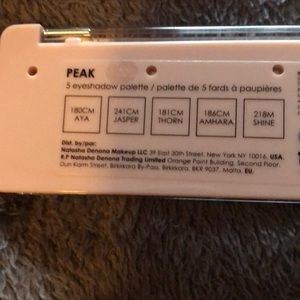 PEAK
5 eyeshadow palette / palette de 5 fards à paupières
180CM
AYA
241CM
JASPER
181CM
THORN
186CM
AMHARA
218M
SHINE
Dist. by/par:
Natasha Denona Makeup LLC 39 East 30th Street, New York NY 10016, USA.
R.P Natasha Denona Trading Limited Orange Point Building, Second Floor,
Dun Karm Street, Birkirkara By-Pass, Birkirkara, BKR 9037, Malta, EU.